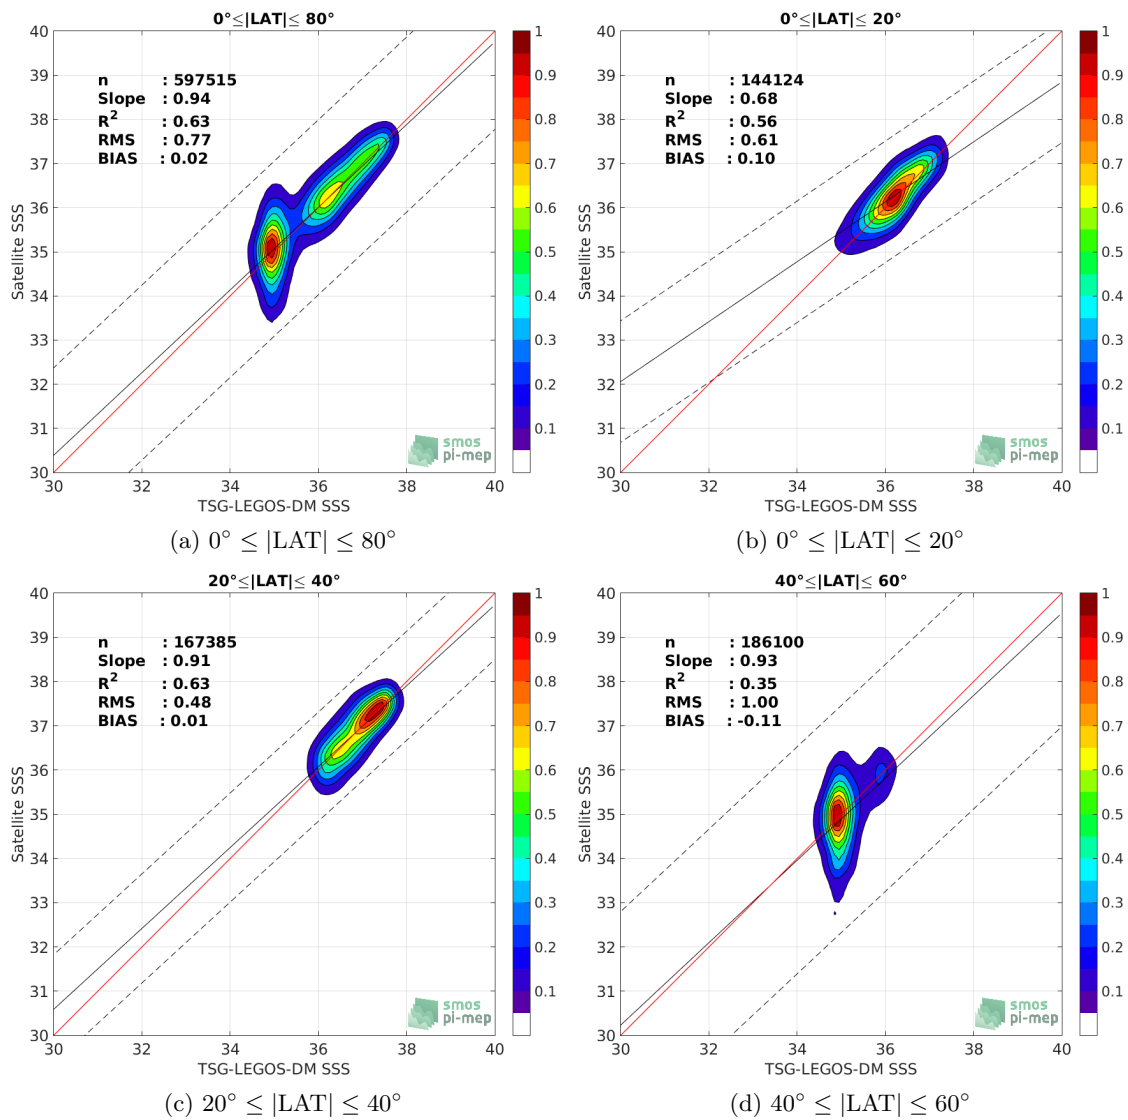 0°≤|LAT|≤ 80°
40
39
38
37
36
35
34
33
32
31
30
Satellite SSS
n : 597515
Slope : 0.94
R2 : 0.63
RMS : 0.77
BIAS : 0.02
smos
pi-mep
30 32 34 36 38 40
TSG-LEGOS-DM SSS
1
0.9
0.8
0.7
0.6
0.5
0.4
0.3
0.2
0.1
(a) 0° ≤ |LAT| ≤ 80°
0°≤|LAT|≤ 20°
40
39
38
37
36
35
34
33
32
31
30
Satellite SSS
n : 144124
Slope : 0.68
R2 : 0.56
RMS : 0.61
BIAS : 0.10
smos
pi-mep
30 32 34 36 38 40
TSG-LEGOS-DM SSS
1
0.9
0.8
0.7
0.6
0.5
0.4
0.3
0.2
0.1
(b) 0° ≤ |LAT| ≤ 20°
20°≤|LAT|≤ 40°
40
39
38
37
36
35
34
33
32
31
30
Satellite SSS
n : 167385
Slope : 0.91
R2 : 0.63
RMS : 0.48
BIAS : 0.01
smos
pi-mep
30 32 34 36 38 40
TSG-LEGOS-DM SSS
1
0.9
0.8
0.7
0.6
0.5
0.4
0.3
0.2
0.1
(c) 20° ≤ |LAT| ≤ 40°
40°≤|LAT|≤ 60°
40
39
38
37
36
35
34
33
32
31
30
Satellite SSS
n : 186100
Slope : 0.93
R2 : 0.35
RMS : 1.00
BIAS : -0.11
smos
pi-mep
30 32 34 36 38 40
TSG-LEGOS-DM SSS
1
0.9
0.8
0.7
0.6
0.5
0.4
0.3
0.2
0.1
(d) 40° ≤ |LAT| ≤ 60°